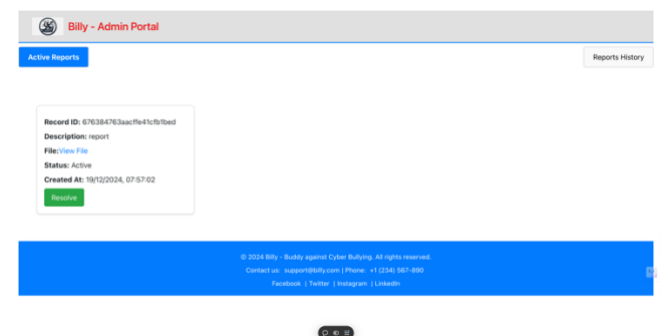 Billy - Admin Portal
Active Reports
Reports History
Record ID: 676384763aacffe41cfb1bed
Description: report
File:View File
Status: Active
Created At: 19/12/2024, 07:57:02
Resolve
© 2024 Billy - Buddy against Cyber Bullying. All rights reserved.
Contact us: support@billy.com | Phone: +1 (234) 567-890
Facebook | Twitter | Instagram | LinkedIn